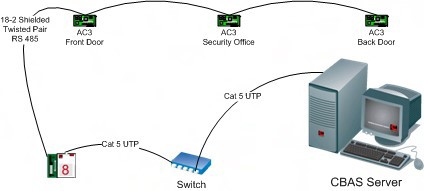 18-2 Shielded
Twisted Pair
RS 485
AC3
Front Door
AC3
Security Office
AC3
Back Door
Cat 5 UTP
Cat 5 UTP
8
Switch
CBAS Server